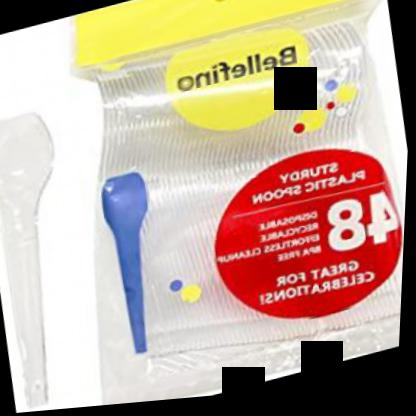 Bellefino
STURDY
PLASTIC SPOON
48
DISPOSABLE
RECYCLABLE
EFFORTLESS CLEANUP
BPA FREE
GREAT FOR
CELEBRATIONS!